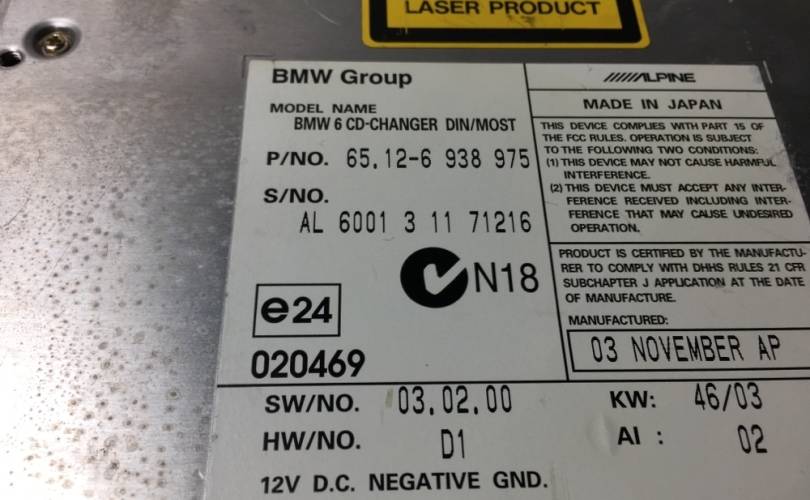 LASER PRODUCT
BMW Group
MODEL NAME
BMW 6 CD-CHANGER DIN/MOST
P/NO. 65.12-6 938 975
S/NO.
AL 6001 3 11 71216
N18
e24
020469
SW/NO. 03.02.00
HW/NO. D1
12V D.C. NEGATIVE GND.
ALPINE
MADE IN JAPAN
THIS DEVICE COMPLIES WITH PART 15 OF
THE FCC RULES. OPERATION IS SUBJECT
TO THE FOLLOWING TWO CONDITIONS:
(1) THIS DEVICE MAY NOT CAUSE HARMFUL
INTERFERENCE.
(2) THIS DEVICE MUST ACCEPT ANY INTER-
FERENCE RECEIVED INCLUDING INTER-
FERENCE THAT MAY CAUSE UNDESIRED
OPERATION.
PRODUCT IS CERTIFIED BY THE MANUFACTU-
RER TO COMPLY WITH DHHS RULES 21 CFR
SUBCHAPTER J APPLICATION AT THE DATE
OF MANUFACTURE.
MANUFACTURED:
03 NOVEMBER AP
KW: 46/03
AI : 02